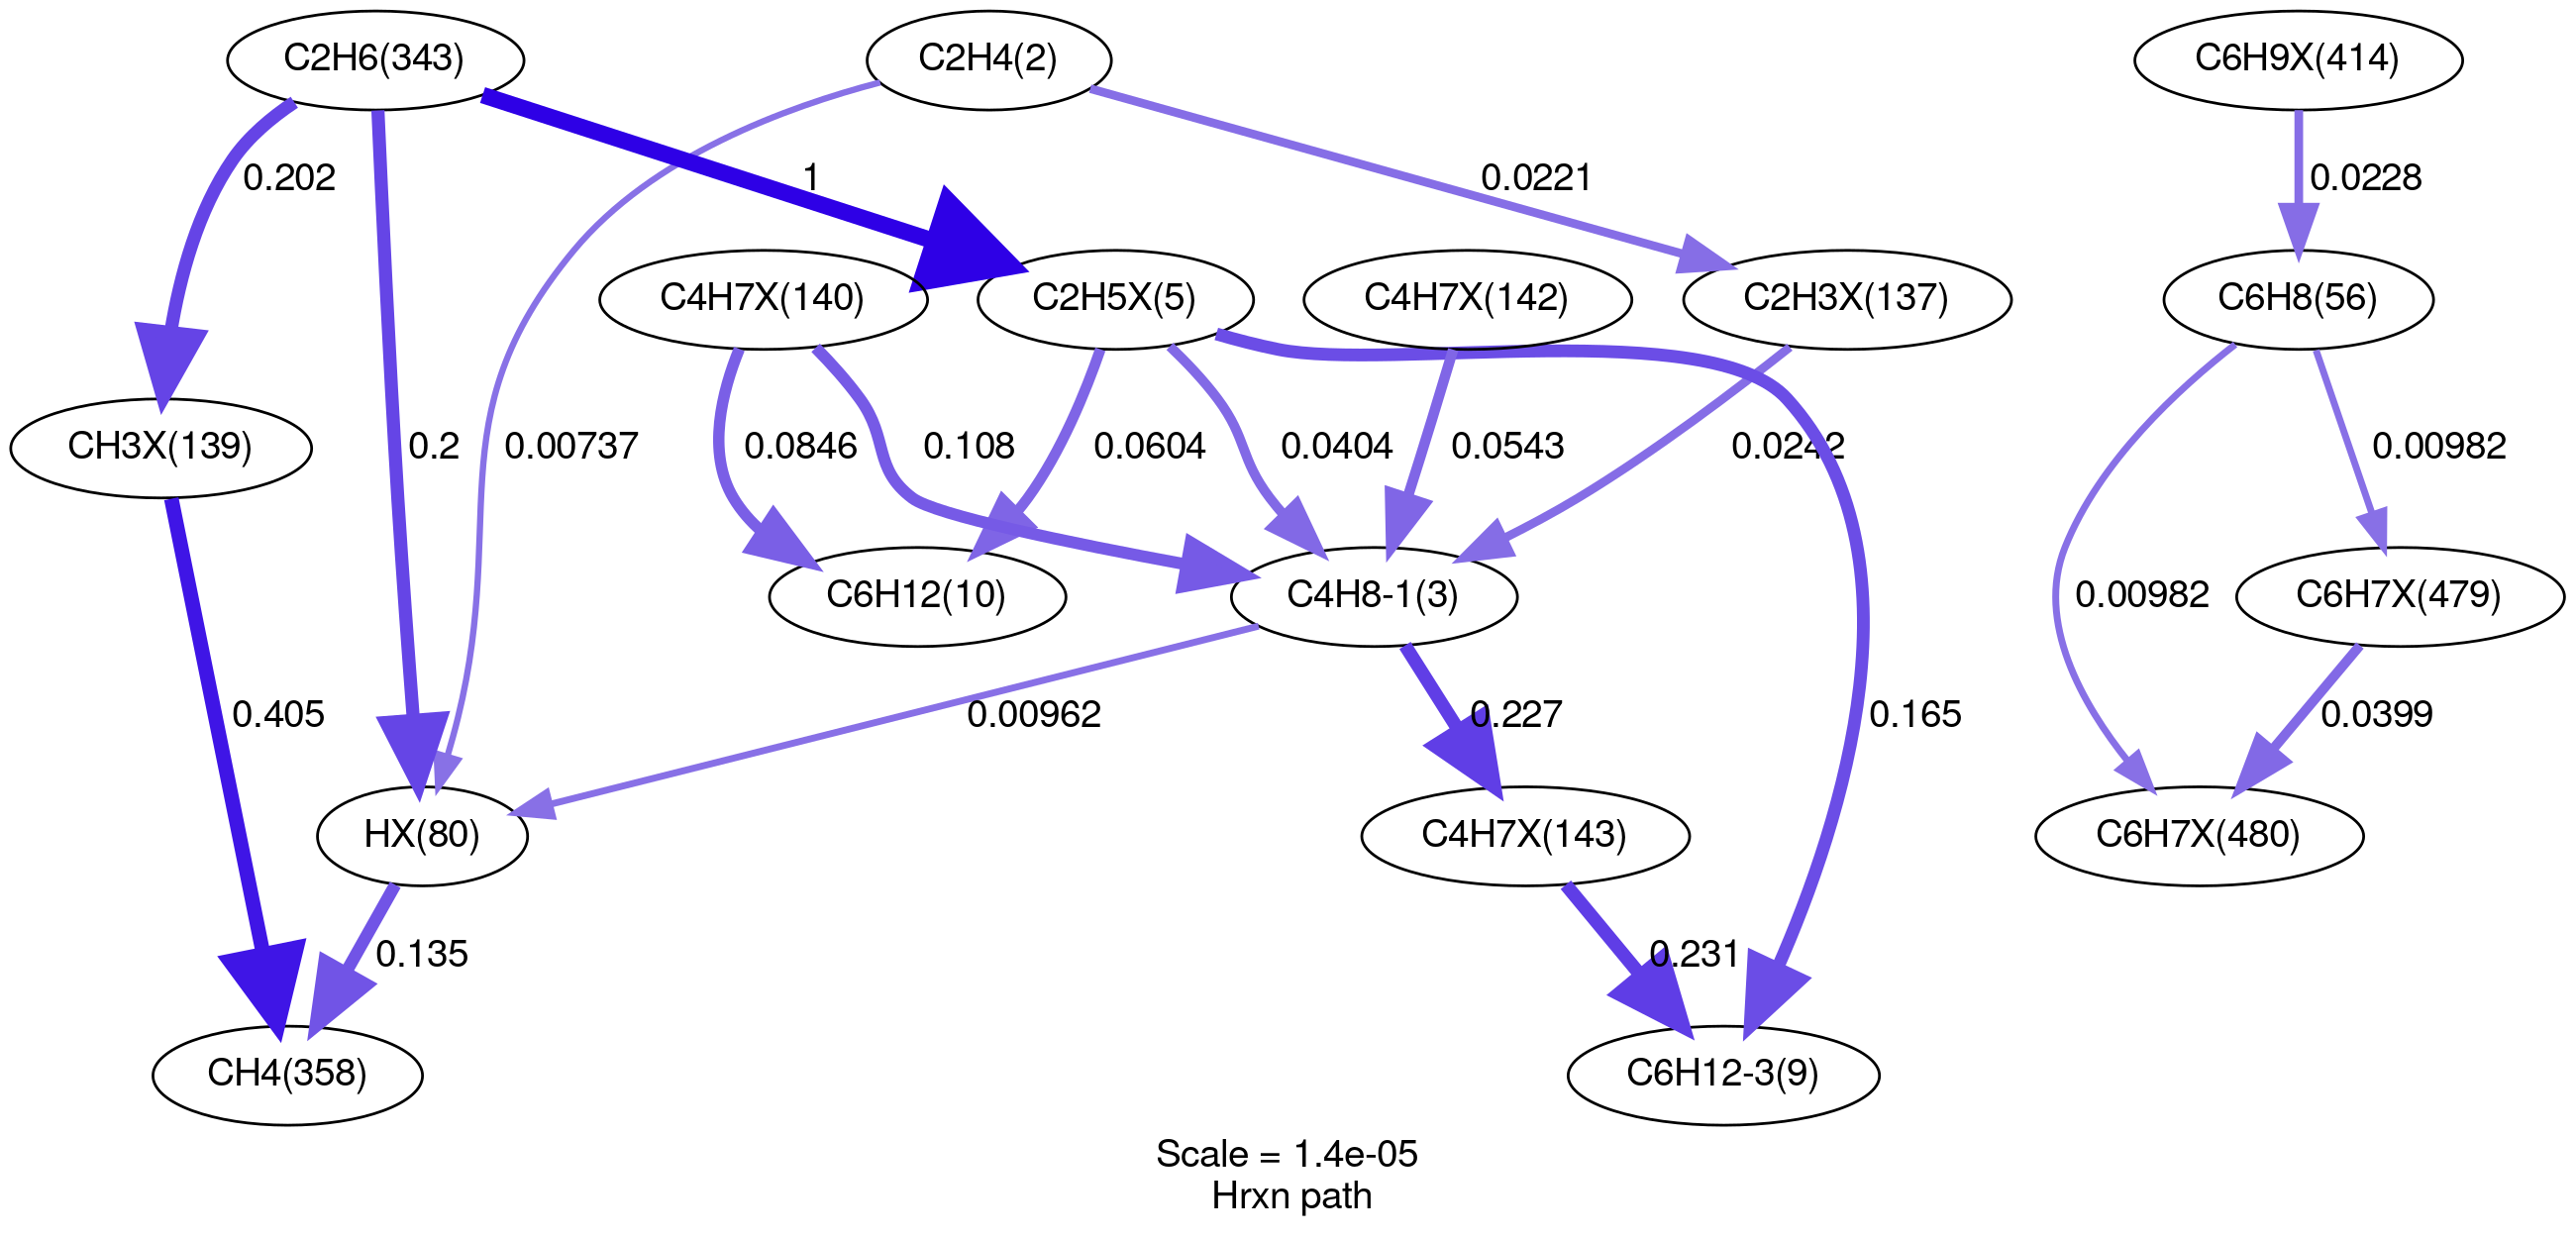 C2H6(343)
C2H4(2)
C6H9X(414)
0.202
1
0.0221
0.0228
C4H7X(140)
C2H5X(5)
C4H7X(142)
C2H3X(137)
C6H8(56)
CH3X(139)
0.2
0.00737
0.0846
0.108
0.0604
0.0404
0.0543
0.0242
0.00982
C6H12(10)
C4H8-1(3)
0.00982
C6H7X(479)
0.405
0.00962
0.227
0.165
0.0399
HX(80)
C4H7X(143)
C6H7X(480)
0.135
0.231
CH4(358)
C6H12-3(9)
Scale = 1.4e-05
Hrxn path